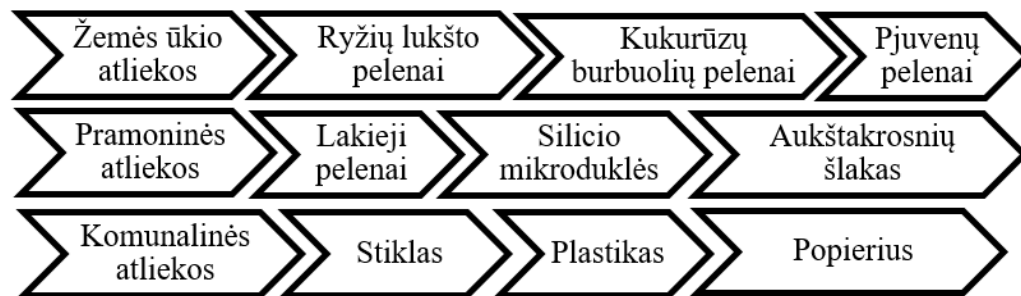 Žemės ūkio
atliekos
Ryžių lukšto
pelenai
Kukurūzų
burbuolių pelenai
Pjuvenų
pelenai
Pramoninės
atliekos
Lakieji
pelenai
Silicio
mikroduklės
Aukštakrosnių
šlakas
Komunalinės
atliekos
Stiklas
Plastikas
Popierius